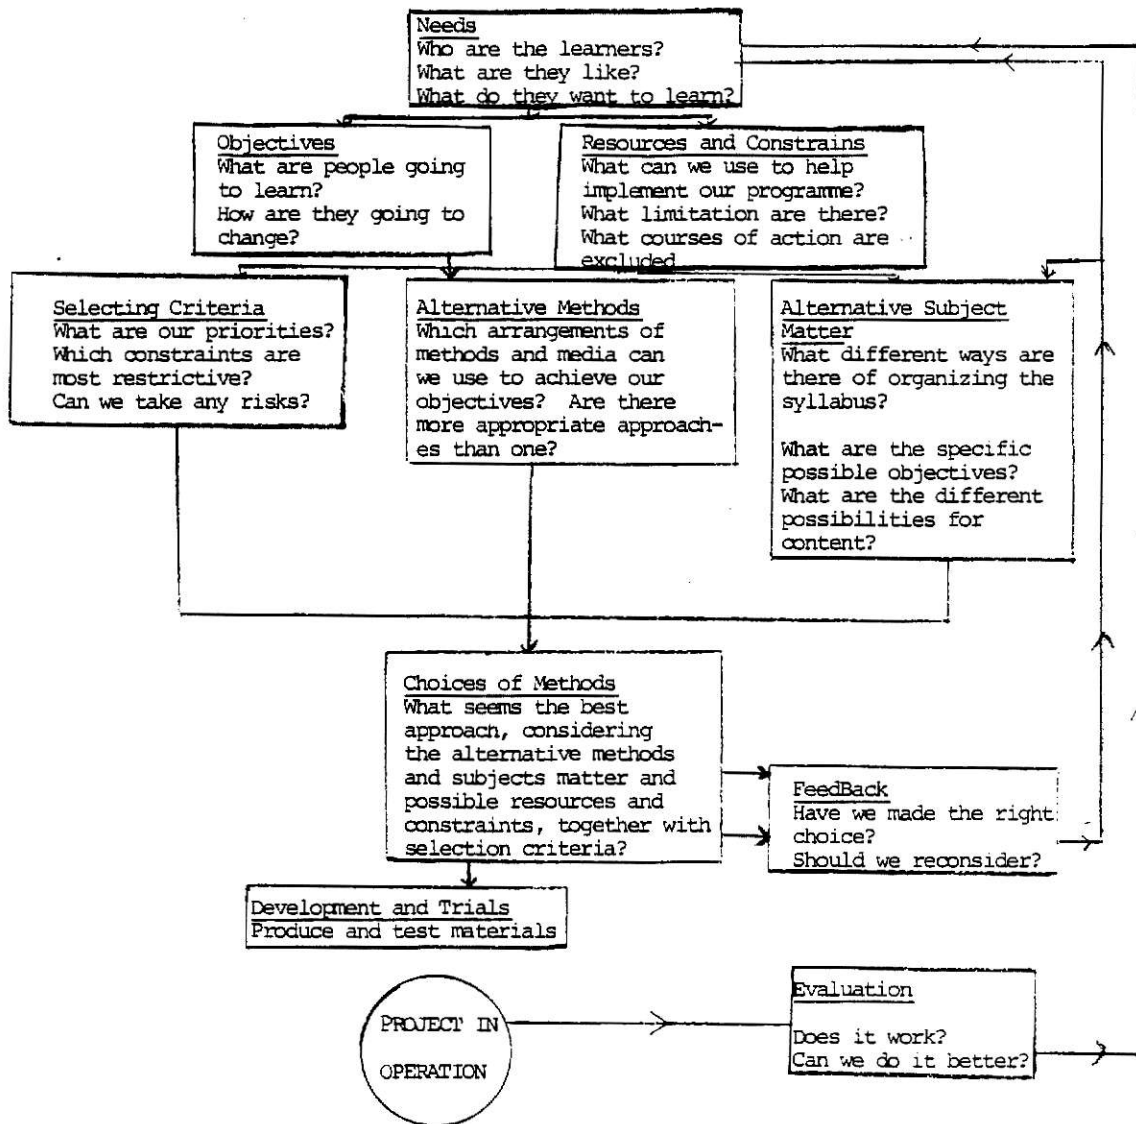 Needs
Who are the learners?
What are they like?
What do they want to learn?
Objectives
What are people going
to learn?
How are they going to
change?
Resources and Constrains
What can we use to help
implement our programme?
What limitation are there?
What courses of action are
excluded
Selecting Criteria
What are our priorities?
Which constraints are
most restrictive?
Can we take any risks?
Alternative Methods
Which arrangements of
methods and media can
we use to achieve our
objectives? Are there
more appropriate approach-
es than one?
Alternative Subject
Matter
What different ways are
there of organizing the
syllabus?
What are the specific
possible objectives?
What are the different
possibilities for
content?
Choices of Methods
What seems the best
approach, considering
the alternative methods
and subjects matter and
possible resources and
constraints, together with
selection criteria?
FeedBack
Have we made the right
choice?
Should we reconsider?
Development and Trials
Produce and test materials
PROJECT IN
OPERATION
Evaluation
Does it work?
Can we do it better?